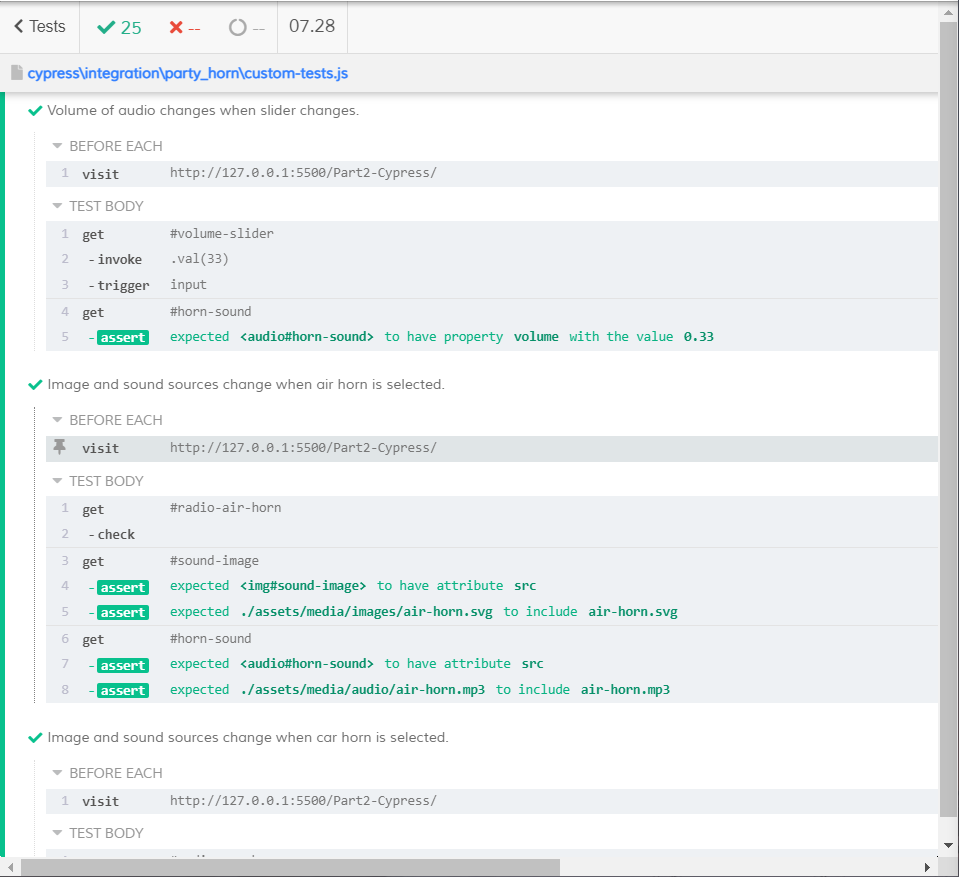 Tests 25 -- -- 07.28
cypress\integration\party_horn\custom-tests.js
Volume of audio changes when slider changes.
BEFORE EACH
1 visit http://127.0.0.1:5500/Part2-Cypress/
TEST BODY
1 get #volume-slider
2 -invoke .val(33)
3 -trigger input
4 get #horn-sound
5 -assert expected <audio#horn-sound> to have property volume with the value 0.33
Image and sound sources change when air horn is selected.
BEFORE EACH
visit http://127.0.0.1:5500/Part2-Cypress/
TEST BODY
1 get #radio-air-horn
2 -check
3 get #sound-image
4 -assert expected <img#sound-image> to have attribute src
5 -assert expected ./assets/media/images/air-horn.svg to include air-horn.svg
6 get #horn-sound
7 -assert expected <audio#horn-sound> to have attribute src
8 -assert expected ./assets/media/audio/air-horn.mp3 to include air-horn.mp3
Image and sound sources change when car horn is selected.
BEFORE EACH
1 visit http://127.0.0.1:5500/Part2-Cypress/
TEST BODY